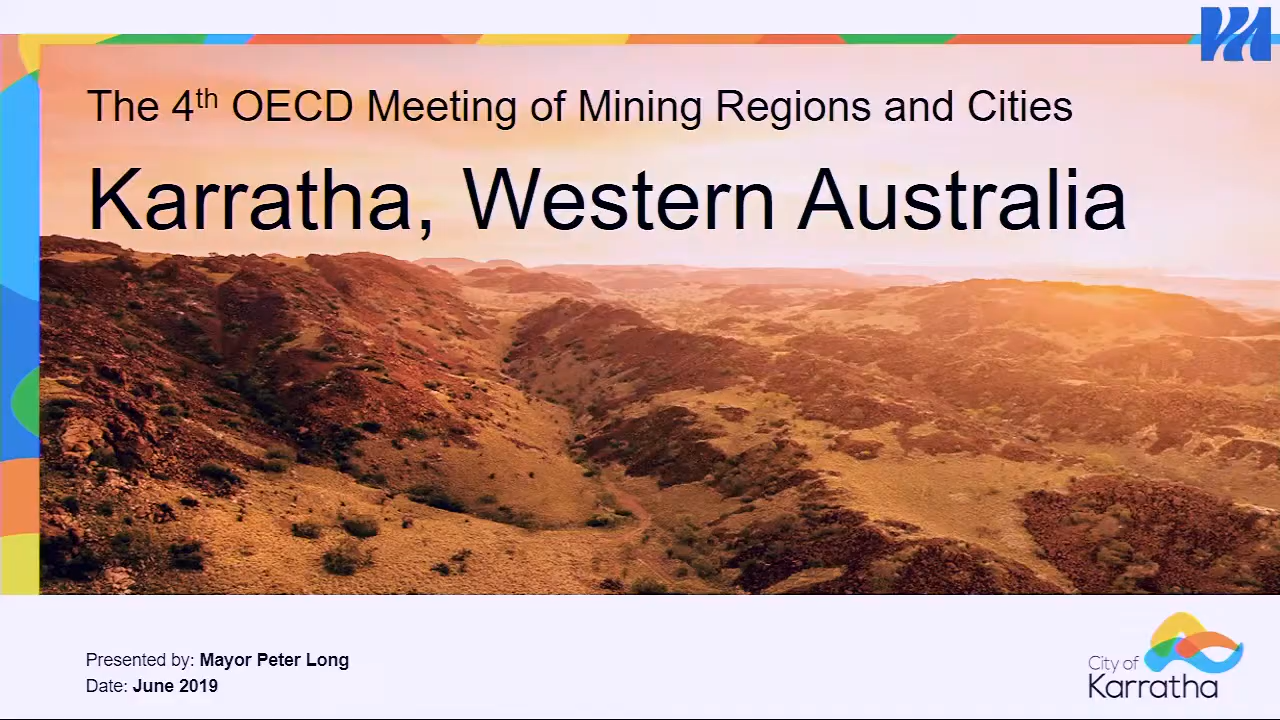 The 4th OECD Meeting of Mining Regions and Cities
Karratha, Western Australia
Presented by: Mayor Peter Long
Date: June 2019
City of
Karratha